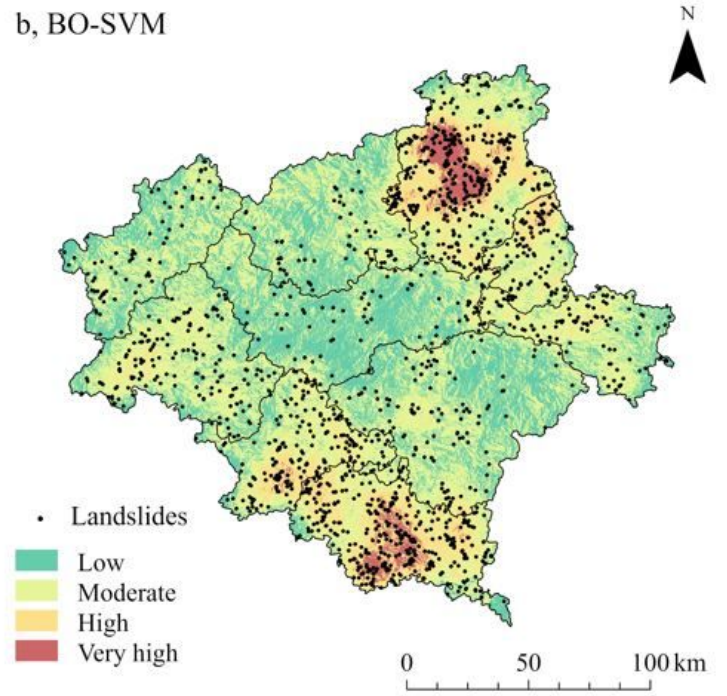 b, BO-SVM
N
Landslides
Low
Moderate
High
Very high
0 50 100 km